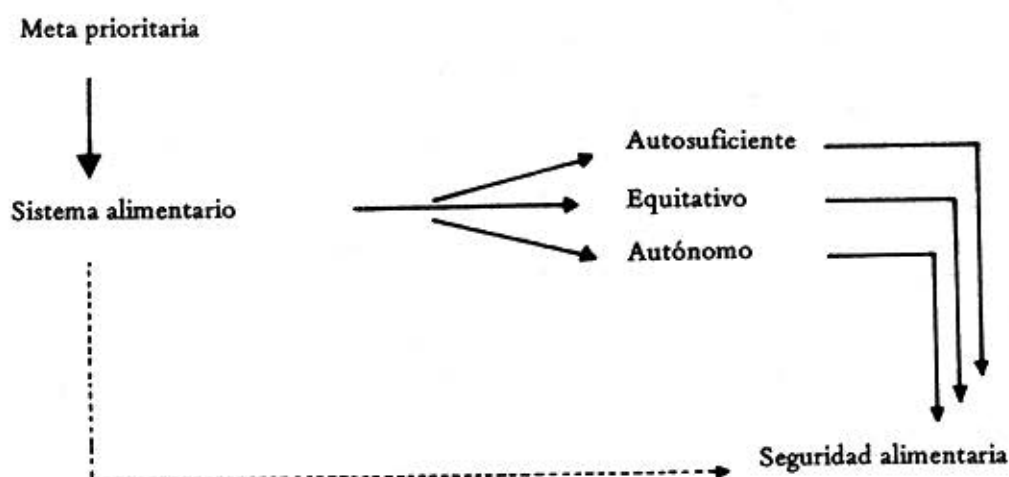 Meta prioritaria
Sistema alimentario
Autosuficiente
Equitativo
Autónomo
Seguridad alimentaria